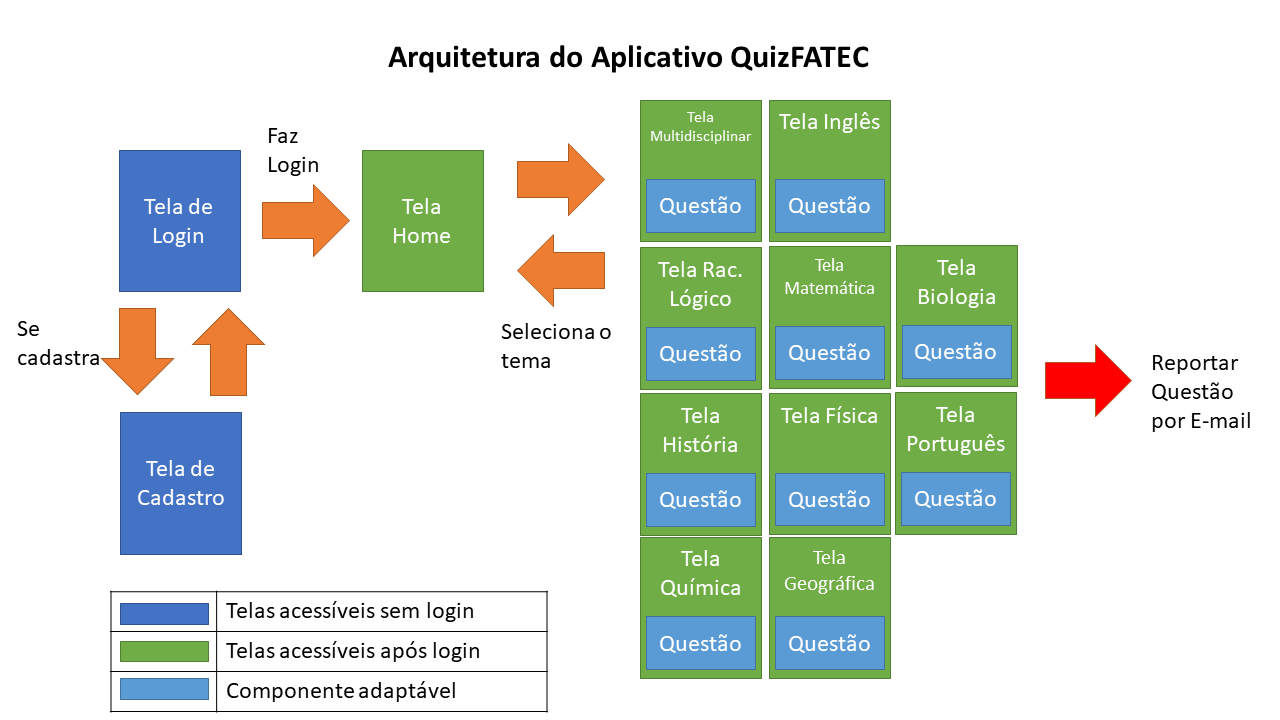 Arquitetura do Aplicativo QuizFATEC
Faz
Login
Tela de
Login
Tela
Home
Se
cadastra
Tela de
Cadastro
Seleciona o
tema
Tela
Multidisciplinar
Questão
Tela Inglês
Questão
Tela Rac.
Lógico
Questão
Tela
Matemática
Questão
Tela
Biologia
Questão
Tela
História
Questão
Tela Física
Questão
Tela
Português
Questão
Tela
Química
Questão
Tela
Geográfica
Questão
Reportar
Questão
por E-mail
Telas acessíveis sem login
Telas acessíveis após login
Componente adaptável